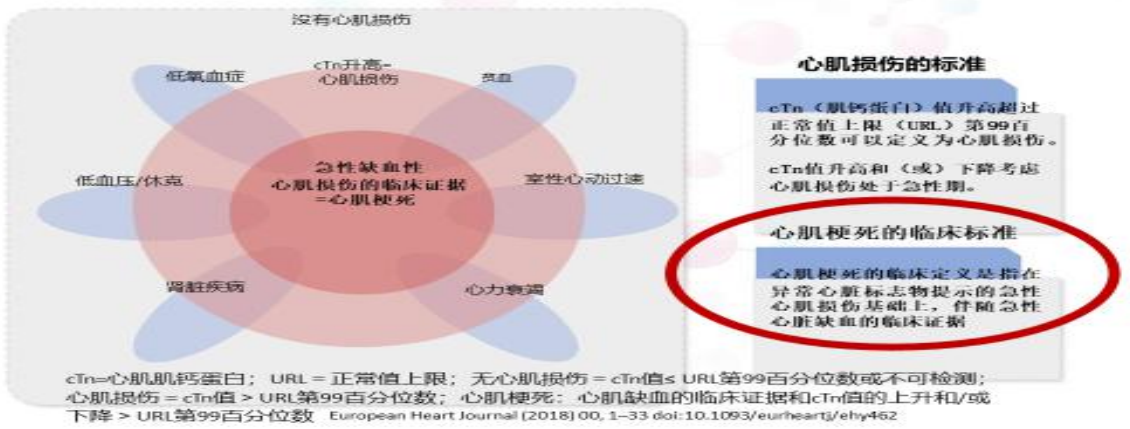 没有心肌损伤
低氧血症
cTn升高=
心肌损伤
贫血
低血压/休克
急性缺血性
心肌损伤的临床证据
=心肌梗死
室性心动过速
肾脏疾病
心力衰竭
心肌损伤的标准
cTn（肌钙蛋白）值升高超过
正常值上限（URL）第99百
分位数可以定义为心肌损伤。
cTn值升高和（或）下降考虑
心肌损伤处于急性期。
心肌梗死的临床标准
心肌梗死的临床定义是指在
异常心脏标志物提示的急性
心肌损伤基础上，伴随急性
心脏缺血的临床证据
cTn=心肌肌钙蛋白；URL = 正常值上限；无心肌损伤 = cTn值≤ URL第99百分位数或不可检测；
心肌损伤 = cTn值 > URL第99百分位数；心肌梗死：心肌缺血的临床证据和cTn值的上升和/或
下降 > URL第99百分位数 European Heart Journal (2018) 00, 1–33 doi:10.1093/eurheartj/ehy462